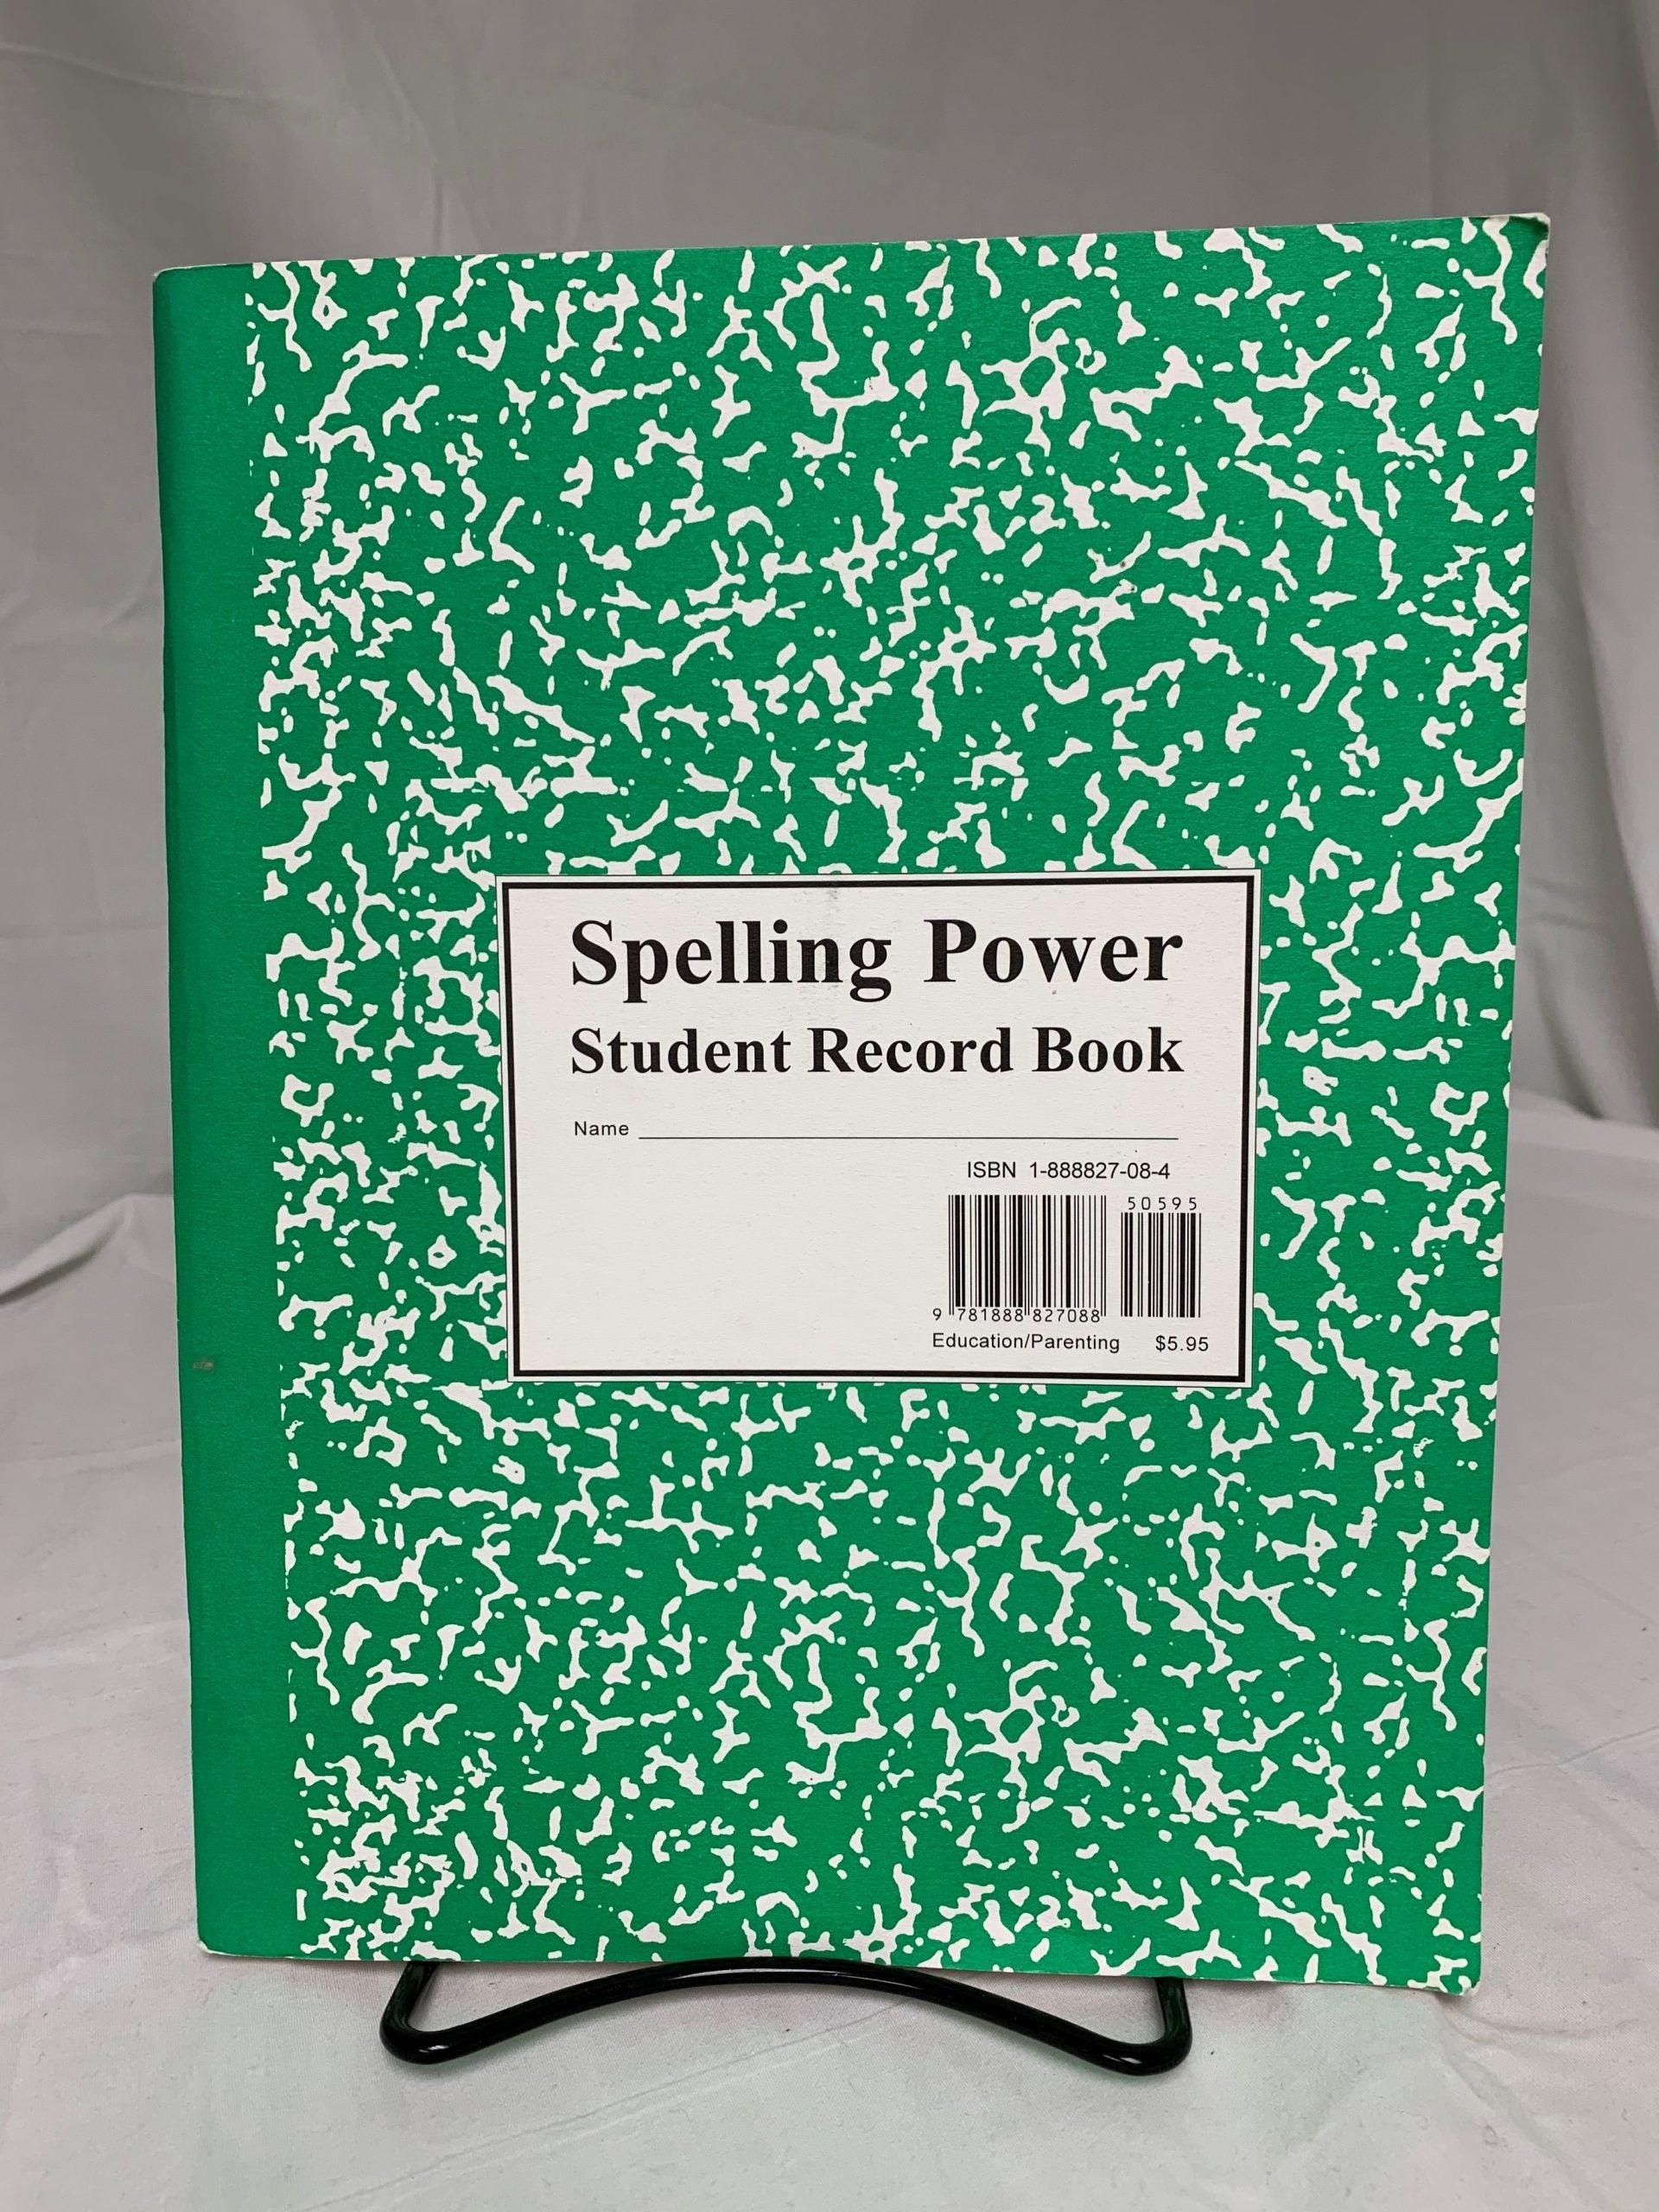 Spelling Power
Student Record Book
Name
ISBN 1-888827-08-4
50595
9 781888 827088
Education/Parenting $5.95